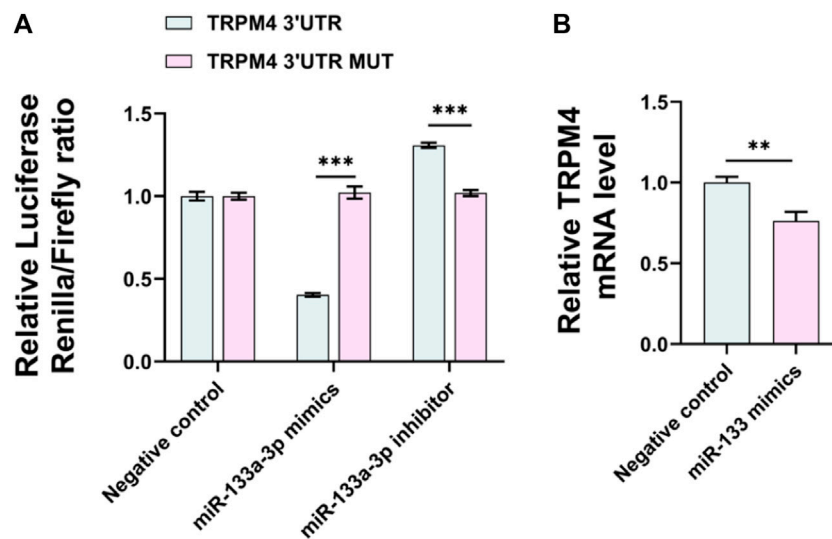 A
TRPM4 3'UTR
TRPM4 3'UTR MUT
Relative Luciferase
Renilla/Firefly ratio
1.5
1.0
0.5
0.0
***
***
Negative control
miR-133a-3p mimics
miR-133a-3p inhibitor
B
Relative TRPM4
mRNA level
1.5
1.0
0.5
0.0
**
Negative control
miR-133 mimics